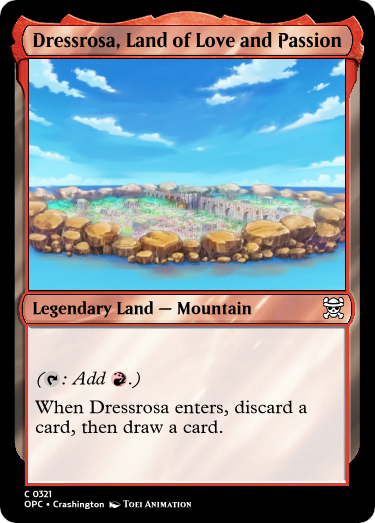 Dressrosa, Land of Love and Passion
Legendary Land — Mountain
(: Add .)
When Dressrosa enters, discard a
card, then draw a card.
C 0321
OPC • Crashington Toei Animation